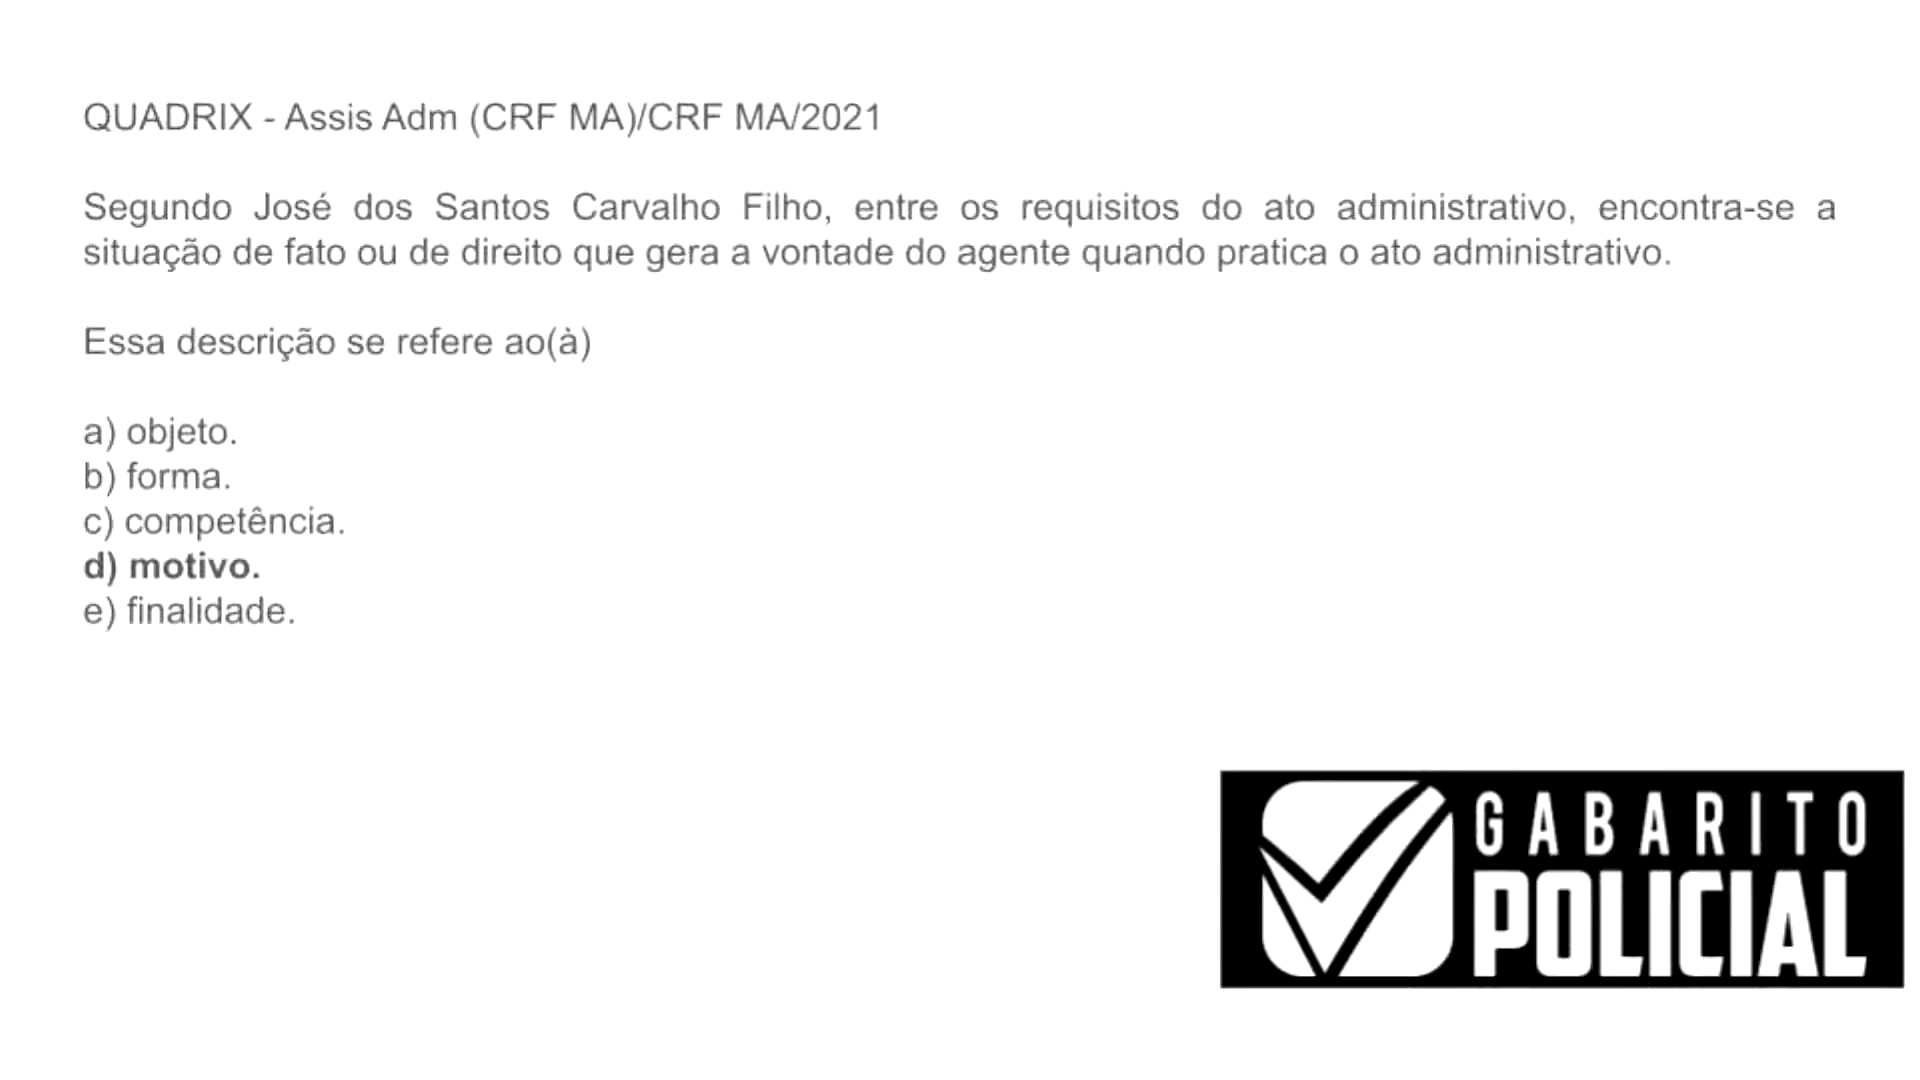 QUADRIX - Assis Adm (CRF MA)/CRF MA/2021
Segundo José dos Santos Carvalho Filho, entre os requisitos do ato administrativo, encontra-se a
situação de fato ou de direito que gera a vontade do agente quando pratica o ato administrativo.
Essa descrição se refere ao(à)
a) objeto.
b) forma.
c) competência.
d) motivo.
e) finalidade.
GABARITO
POLICIAL